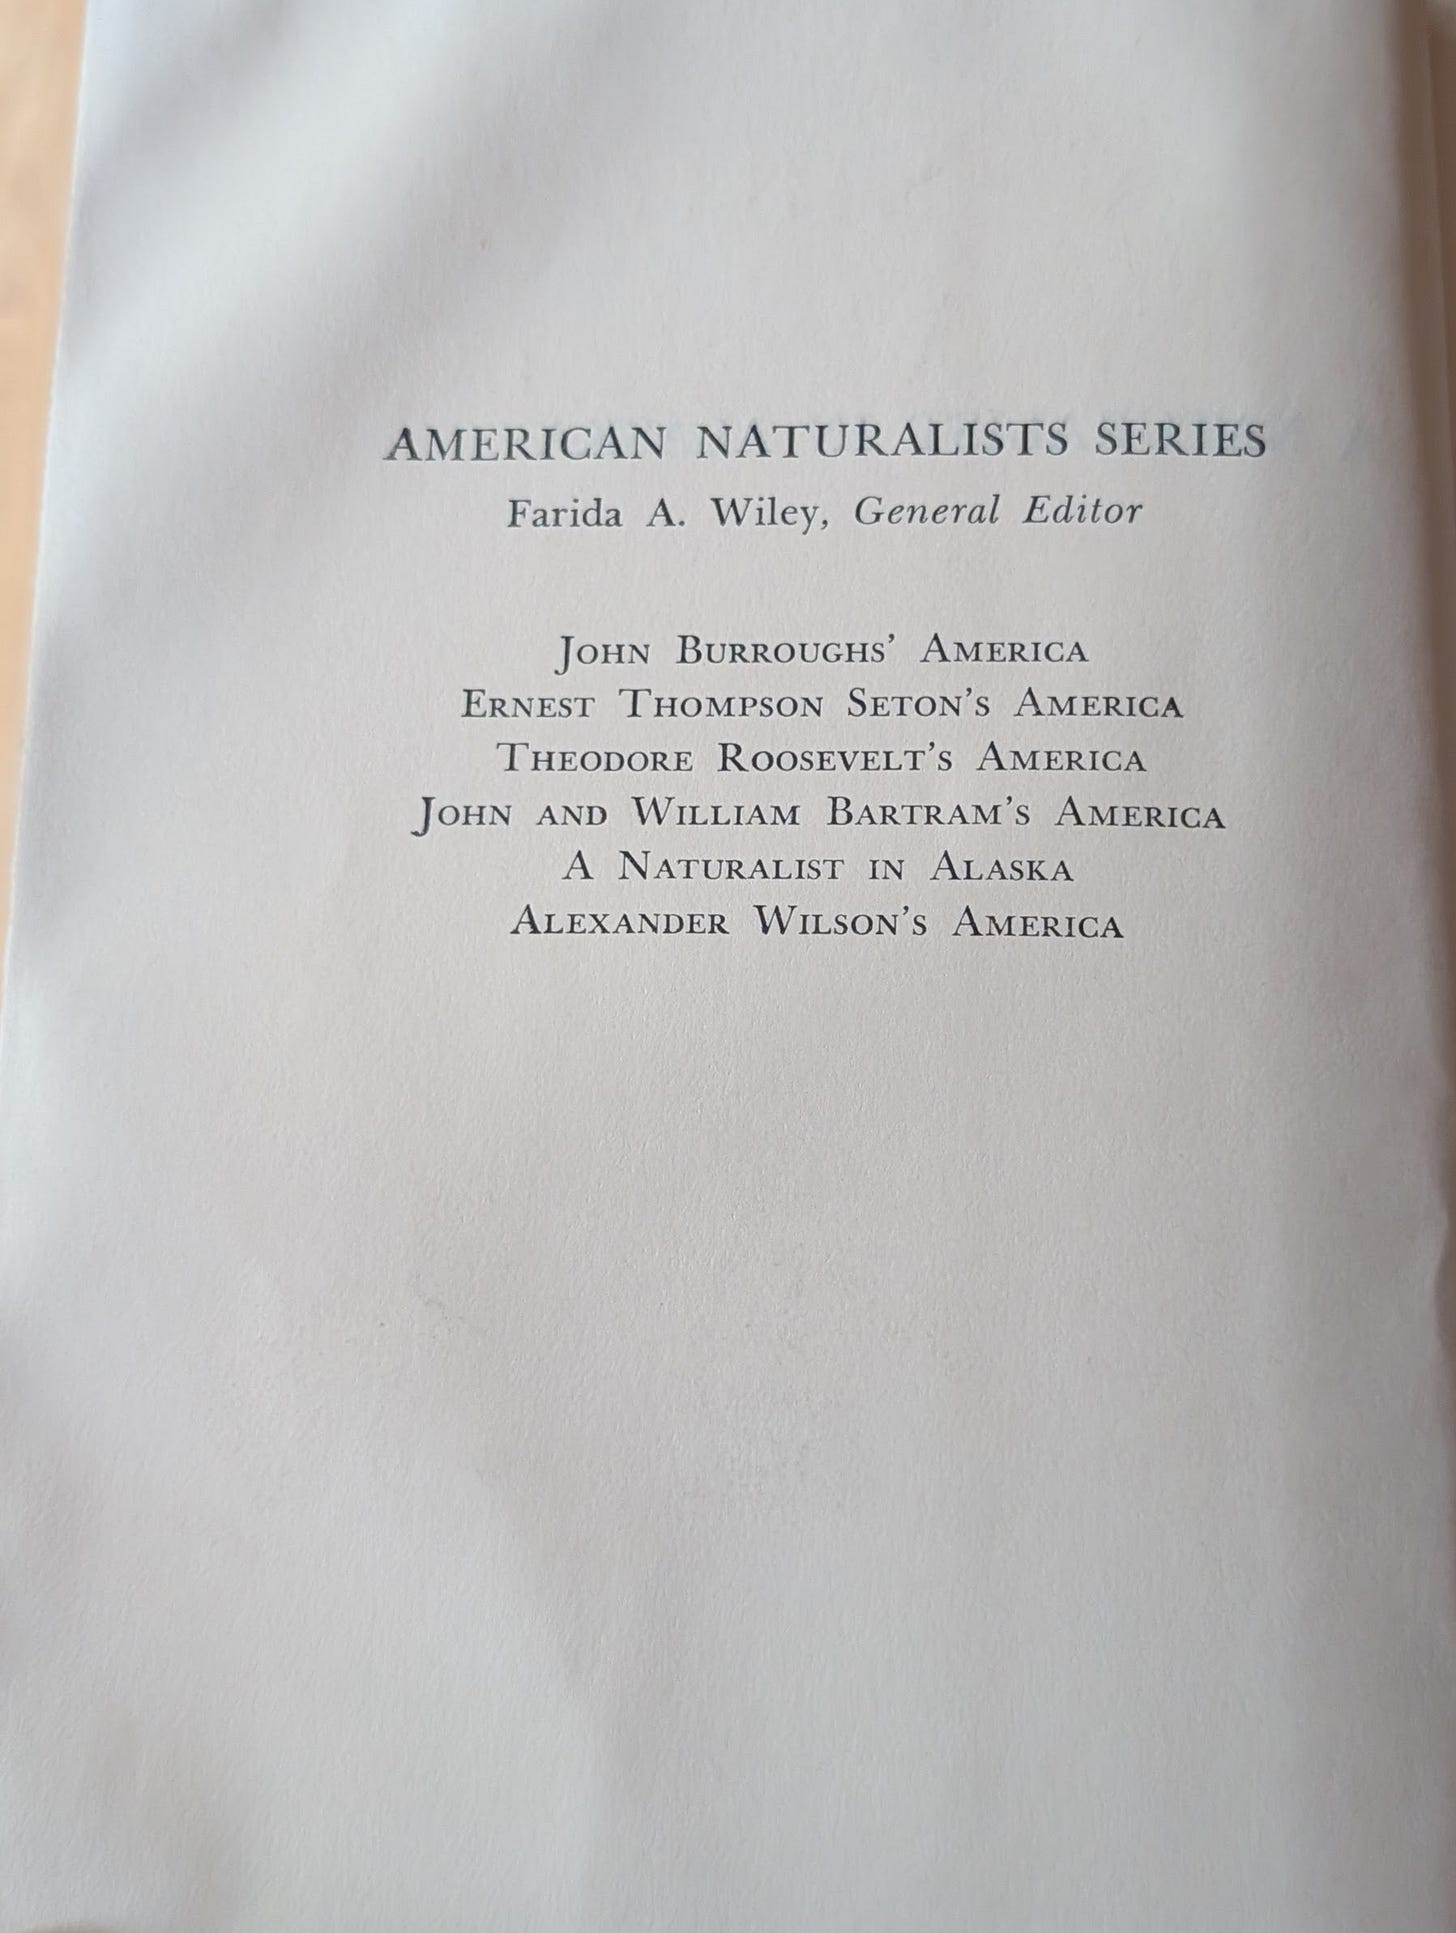 AMERICAN NATURALISTS SERIES
Farida A. Wiley, General Editor
John Burroughs' America
Ernest Thompson Seton's America
Theodore Roosevelt's America
John and William Bartram's America
A Naturalist in Alaska
Alexander Wilson's America